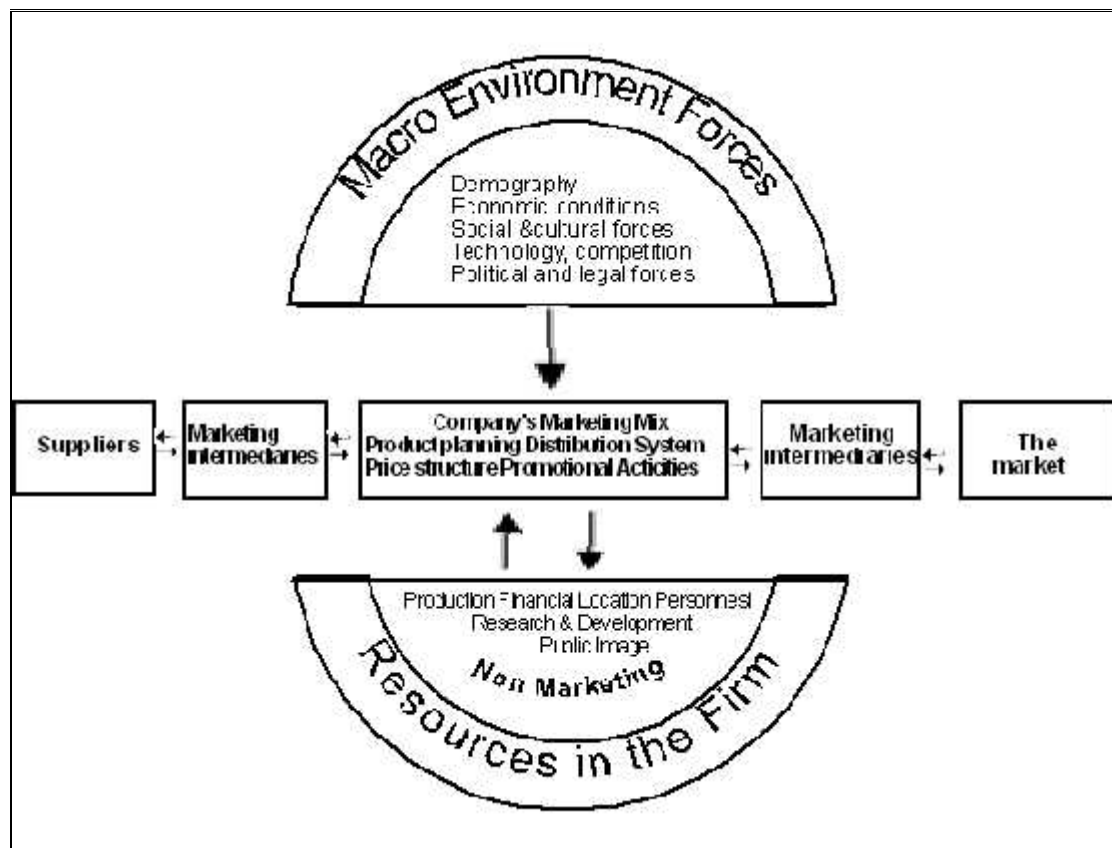 Macro Environment Forces
Demography
Economic conditions
Social &cultural forces
Technology, competition
Political and legal forces
Suppliers
Marketing
intermediaries
Company's Marketing Mix
Product planning Distribution System
Price structure Promotional Acticities
Marketing
intermediraries
The
market
Production Financial Location Personnesl
Research & Development
Public Image
Non Marketing
Resources in the Firm